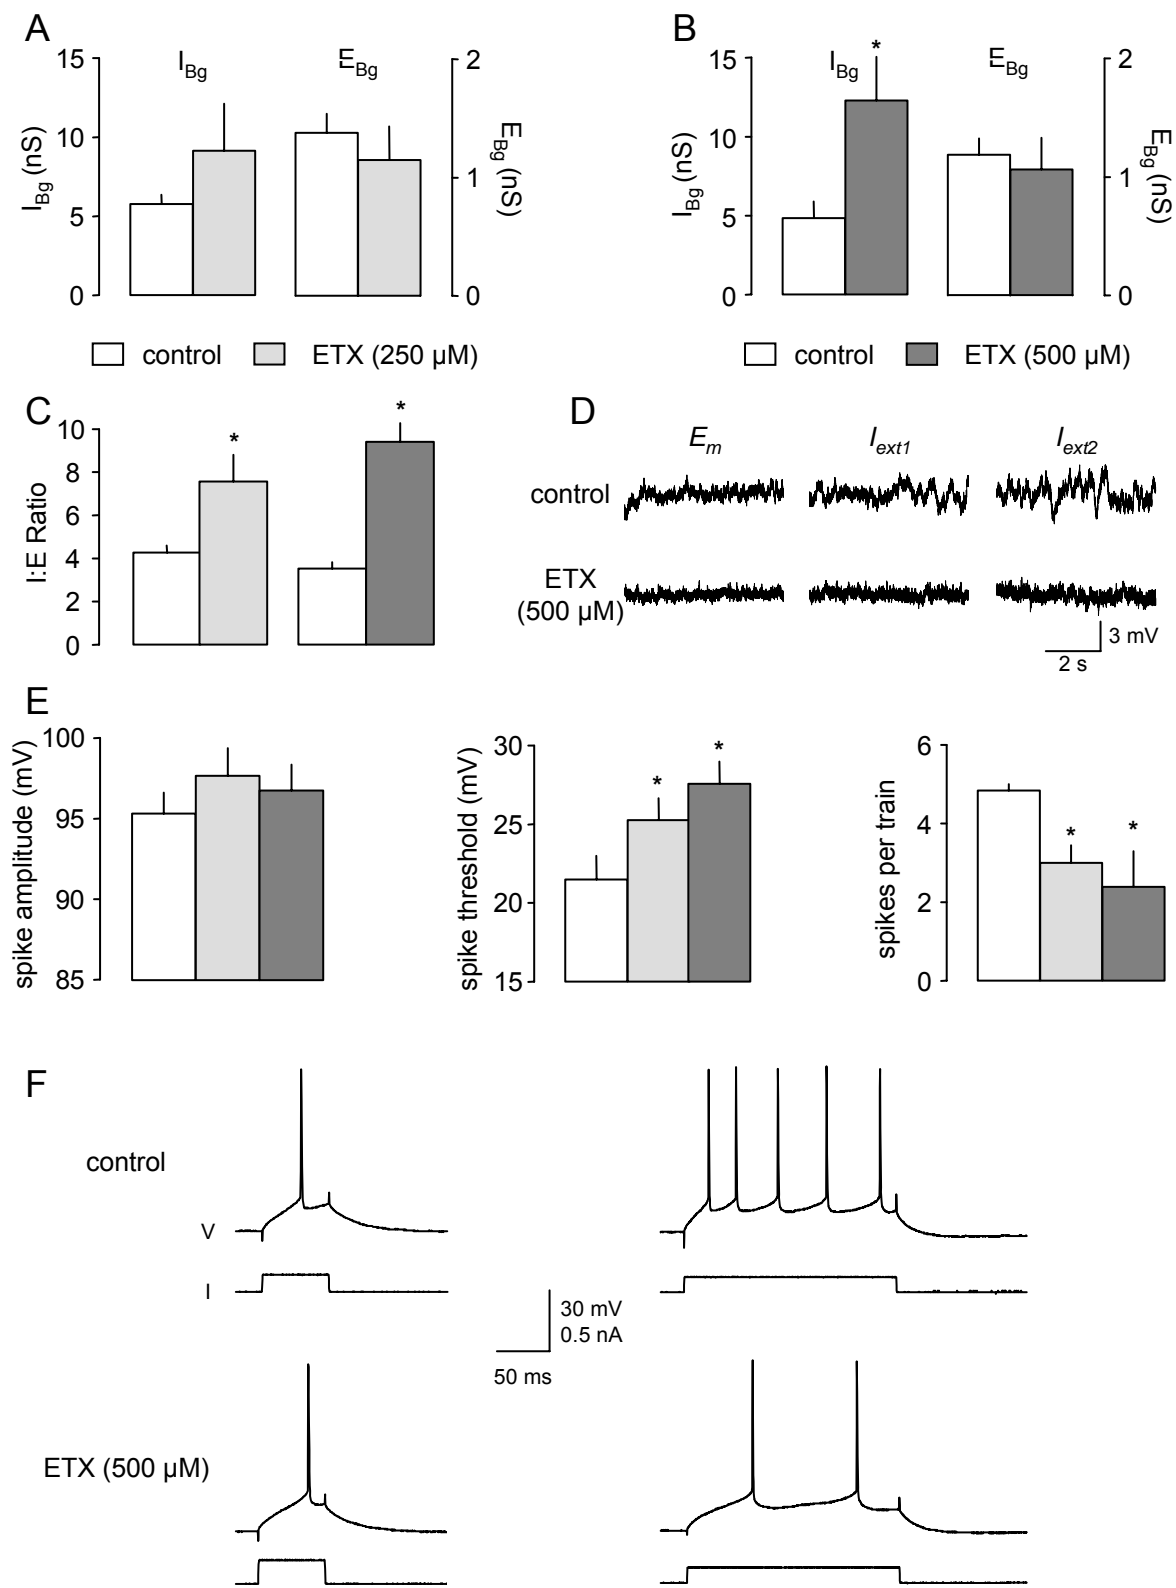 A
B
15
10
5
0
I_Bg (nS)
I_Bg
E_Bg
2
1
0
E_Bg (nS)
15
10
5
0
I_Bg (nS)
I_Bg
*
E_Bg
2
1
0
E_Bg (nS)
control
ETX (250 µM)
control
ETX (500 µM)
C
10
8
6
4
2
0
I:E Ratio
*
*
D
E_m
I_ext1
I_ext2
control
ETX
(500 µM)
3 mV
2 s
E
100
95
90
85
spike amplitude (mV)
30
25
20
15
spike threshold (mV)
*
*
6
4
2
0
spikes per train
*
*
F
control
V
I
30 mV
0.5 nA
50 ms
ETX (500 µM)